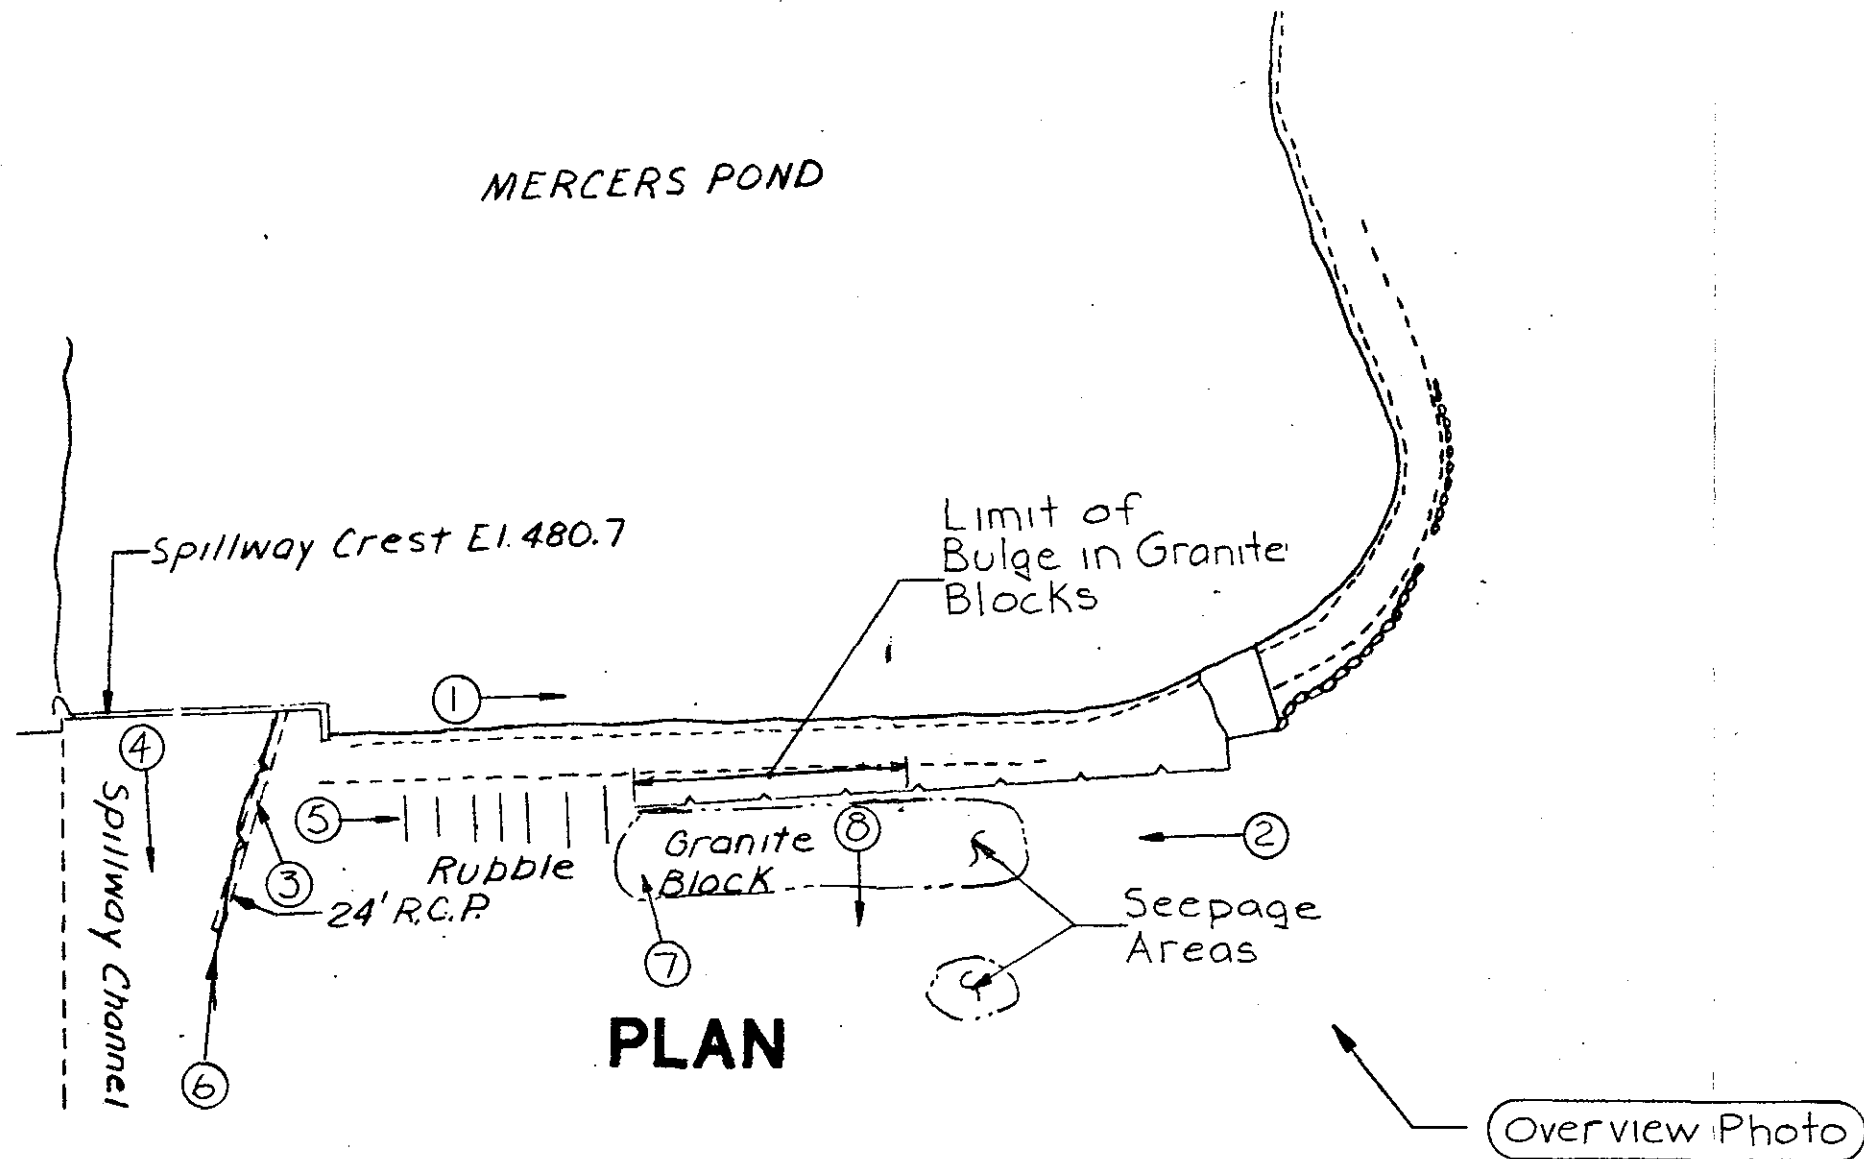 MERCERS POND
Spillway Crest El. 480.7
Limit of
Bulge in Granite
Blocks
1
4
5
8
2
Granite
Block
Rubble
3
24' R.C.P.
Seepage
Areas
7
Spillway Channel
6
PLAN
Overview Photo